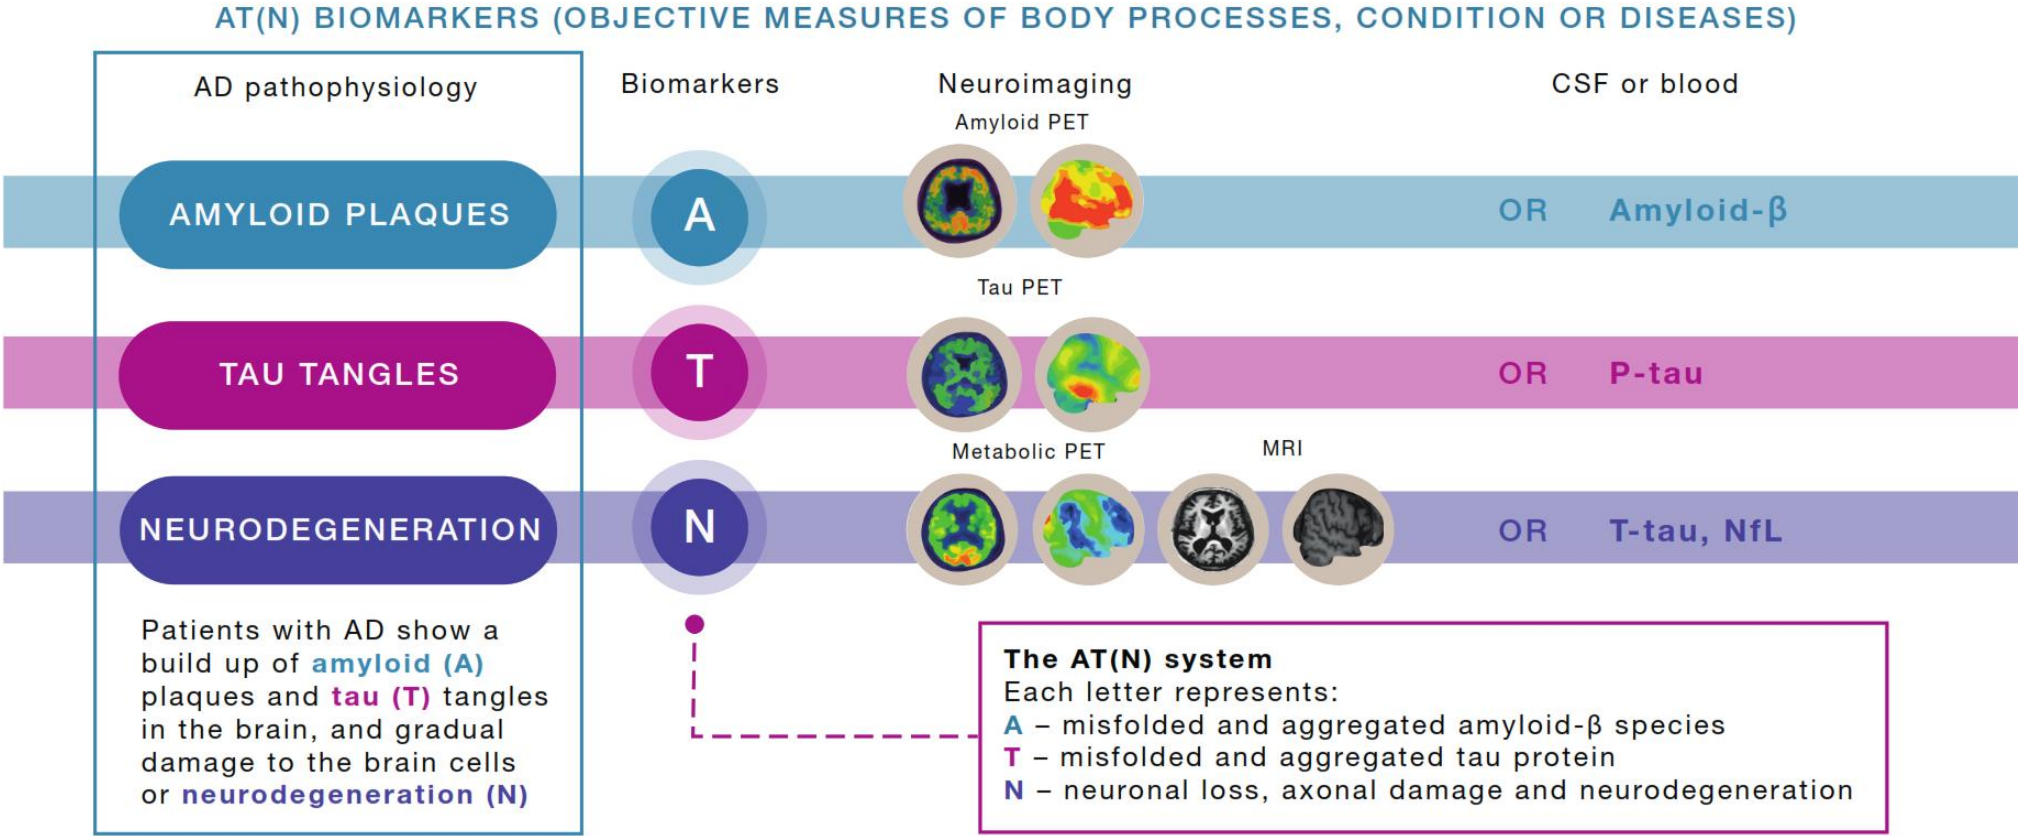 AT(N) BIOMARKERS (OBJECTIVE MEASURES OF BODY PROCESSES, CONDITION OR DISEASES)
AD pathophysiology
Biomarkers
Neuroimaging
CSF or blood
Amyloid PET
AMYLOID PLAQUES
A
OR
Amyloid-β
Tau PET
TAU TANGLES
T
OR
P-tau
Metabolic PET
MRI
NEURODEGENERATION
N
OR
T-tau, NfL
Patients with AD show a
build up of amyloid (A)
plaques and tau (T) tangles
in the brain, and gradual
damage to the brain cells
or neurodegeneration (N)
The AT(N) system
Each letter represents:
A – misfolded and aggregated amyloid-β species
T – misfolded and aggregated tau protein
N – neuronal loss, axonal damage and neurodegeneration